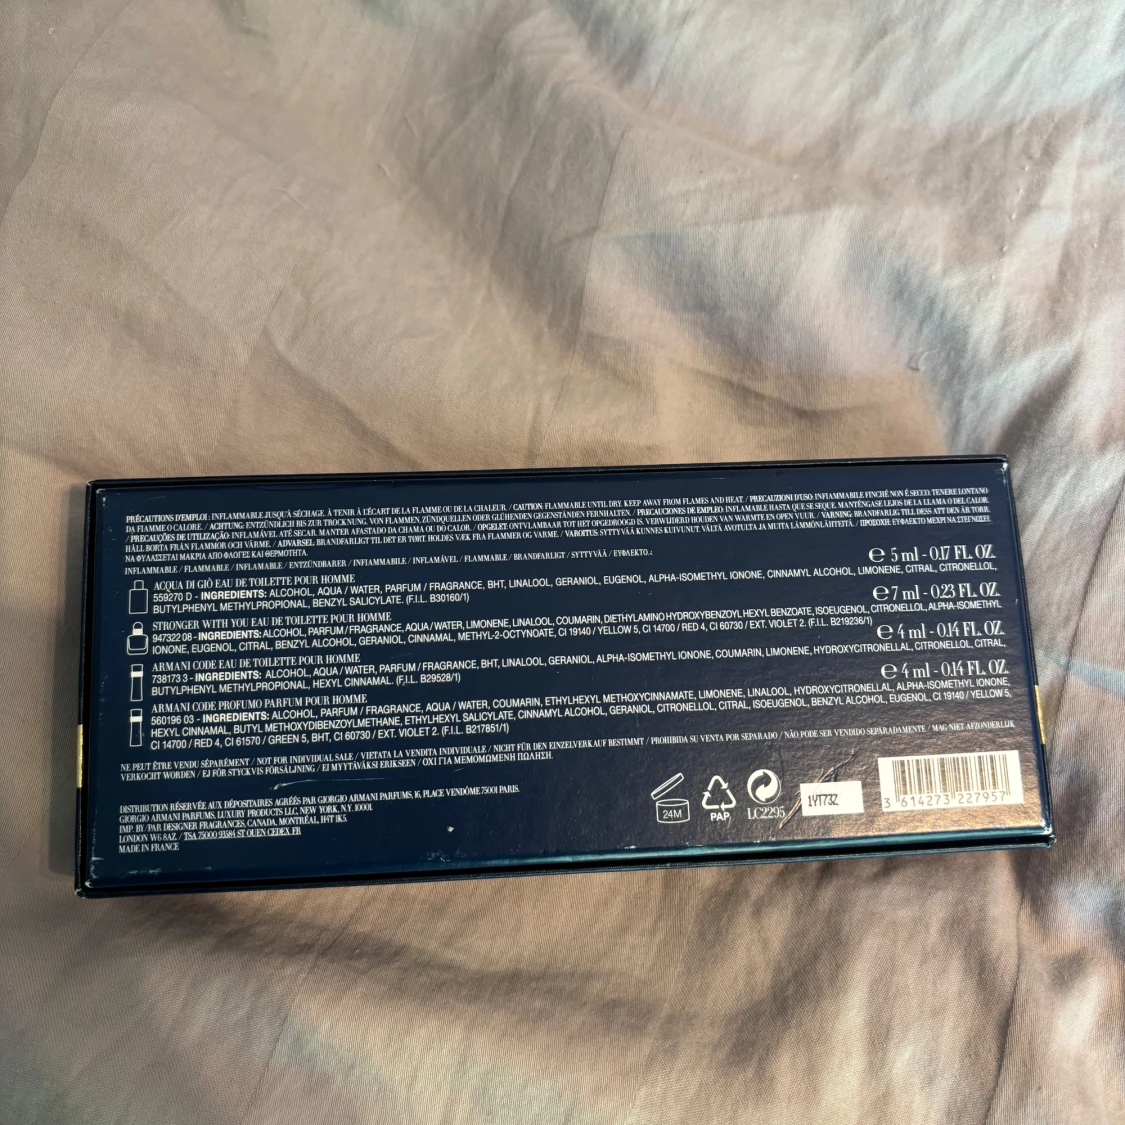 PRÉCAUTIONS D'EMPLOI: INFLAMMABLE JUSQU'À SÉCHAGE. À TENIR À L'ÉCART DE LA FLAMME OU DE LA CHALEUR. / CAUTION: FLAMMABLE UNTIL DRY. KEEP AWAY FROM FLAMES AND HEAT. / PRECAUZIONI D'USO: INFIAMMABILE FINCHÉ NON È SECCO. TENERE LONTANO
DA FIAMME O CALORE. / ACHTUNG: ENTZÜNDLICH BIS ZUR TROCKNUNG. VON FLAMMEN, ZÜNDQUELLEN ODER GLÜHENDEN GEGENSTÄNDEN FERNHALTEN. / PRECAUCIONES DE EMPLEO: INFLAMABLE HASTA QUE SE SEQUE. MANTÉNGASE LEJOS DE LA LLAMA O DEL CALOR.
/ PRECAUÇÕES DE UTILIZAÇÃO: INFLAMÁVEL ATÉ SECAR. MANTER AFASTADO DA CHAMA OU DO CALOR. / OPGELET: ONTVLAMBAAR TOT HET OPGEDROOGD IS. VERWIJDERD HOUDEN VAN WARMTE EN OPEN VUUR. / VARNING: BRANDFARLIG TILL DESS ATT DEN ÄR TORR.
HÅLL BORTA FRÅN FLAMMOR OCH VÄRME. / ADVARSEL: BRANDFARLIGT TIL DET ER TØRT. HOLDES VÆK FRA FLAMMER OG VARME. / VAROITUS: SYTTYVÄÄ KUNNES KUIVUNUT. VÄLTÄ AVOTULTA JA MUITA LÄMMÖNLÄHTEITÄ. / ΠΡΟΣΟΧΗ: ΕΥΦΛΕΚΤΟ ΜΕΧΡΙ ΝΑ ΣΤΕΓΝΩΣΕΙ.
ΝΑ ΦΥΛΑΣΣΕΤΑΙ ΜΑΚΡΙΑ ΑΠΟ ΦΛΟΓΕΣ ΚΑΙ ΘΕΡΜΟΤΗΤΑ.
INFLAMMABLE / FLAMMABLE / INFLAMABLE / ENTZÜNDBARER / INFIAMMABILE / INFLAMÁVEL / FLAMMABLE / BRANDFARLIGT / SYTTYVÄÄ / ΕΥΦΛΕΚΤΟ.:
ACQUA DI GIÒ EAU DE TOILETTE POUR HOMME
℮ 5 ml - 0.17 FL. OZ.
559270 D - INGREDIENTS: ALCOHOL, AQUA / WATER, PARFUM / FRAGRANCE, BHT, LINALOOL, GERANIOL, EUGENOL, ALPHA-ISOMETHYL IONONE, CINNAMYL ALCOHOL, LIMONENE, CITRAL, CITRONELLOL,
BUTYLPHENYL METHYLPROPIONAL, BENZYL SALICYLATE. (F.I.L. B30160/1)
STRONGER WITH YOU EAU DE TOILETTE POUR HOMME
℮ 7 ml - 0.23 FL. OZ.
947322 08 - INGREDIENTS: ALCOHOL, PARFUM / FRAGRANCE, AQUA / WATER, LIMONENE, LINALOOL, COUMARIN, DIETHYLAMINO HYDROXYBENZOYL HEXYL BENZOATE, ISOEUGENOL, CITRONELLOL, ALPHA-ISOMETHYL
IONONE, EUGENOL, CITRAL, BENZYL ALCOHOL, GERANIOL, CINNAMAL, METHYL-2-OCTYNOATE, CI 19140 / YELLOW 5, CI 14700 / RED 4, CI 60730 / EXT. VIOLET 2. (F.I.L. B219236/1)
ARMANI CODE EAU DE TOILETTE POUR HOMME
℮ 4 ml - 0.14 FL. OZ.
738173 3 - INGREDIENTS: ALCOHOL, AQUA / WATER, PARFUM / FRAGRANCE, BHT, LINALOOL, GERANIOL, ALPHA-ISOMETHYL IONONE, COUMARIN, LIMONENE, HYDROXYCITRONELLAL, CITRONELLOL, CITRAL,
BUTYLPHENYL METHYLPROPIONAL, HEXYL CINNAMAL. (F.I.L. B29528/1)
ARMANI CODE PROFUMO PARFUM POUR HOMME
℮ 4 ml - 0.14 FL. OZ.
560196 03 - INGREDIENTS: ALCOHOL, PARFUM / FRAGRANCE, AQUA / WATER, COUMARIN, ETHYLHEXYL METHOXYCINNAMATE, LIMONENE, LINALOOL, HYDROXYCITRONELLAL, ALPHA-ISOMETHYL IONONE,
HEXYL CINNAMAL, BUTYL METHOXYDIBENZOYLMETHANE, ETHYLHEXYL SALICYLATE, CINNAMYL ALCOHOL, GERANIOL, CITRONELLOL, CITRAL, ISOEUGENOL, BENZYL ALCOHOL, EUGENOL, CI 19140 / YELLOW 5,
CI 14700 / RED 4, CI 61570 / GREEN 5, BHT, CI 60730 / EXT. VIOLET 2. (F.I.L. B217851/1)
NE PEUT ÊTRE VENDU SÉPARÉMENT / NOT FOR INDIVIDUAL SALE / VIETATA LA VENDITA INDIVIDUALE / NICHT FÜR DEN EINZELVERKAUF BESTIMMT / PROHIBIDA SU VENTA POR SEPARADO / NÃO PODE SER VENDIDO SEPARADAMENTE / MAG NIET AFZONDERLIJK
VERKOCHT WORDEN / EJ FÖR STYCKVIS FÖRSÄLJNING / EI MYYTÄVÄKSI ERIKSEEN / ΟΧΙ ΓΙΑ ΜΕΜΟΝΩΜΕΝΗ ΠΩΛΗΣΗ.
DISTRIBUTION RÉSERVÉE AUX DÉPOSITAIRES AGRÉÉS PAR GIORGIO ARMANI PARFUMS, 16, PLACE VENDÔME 75001 PARIS.
GIORGIO ARMANI PARFUMS, LUXURY PRODUCTS LLC, NEW YORK, N.Y. 10001.
IMP. BY/PAR DESIGNER FRAGRANCES, CANADA, MONTRÉAL, H4T 1K5.
LONDON W6 8AZ. / TSA 75000 93584 ST OUEN CEDEX. FR
MADE IN FRANCE
24M
PAP
LC2295
1YT73Z
3 614273 227957